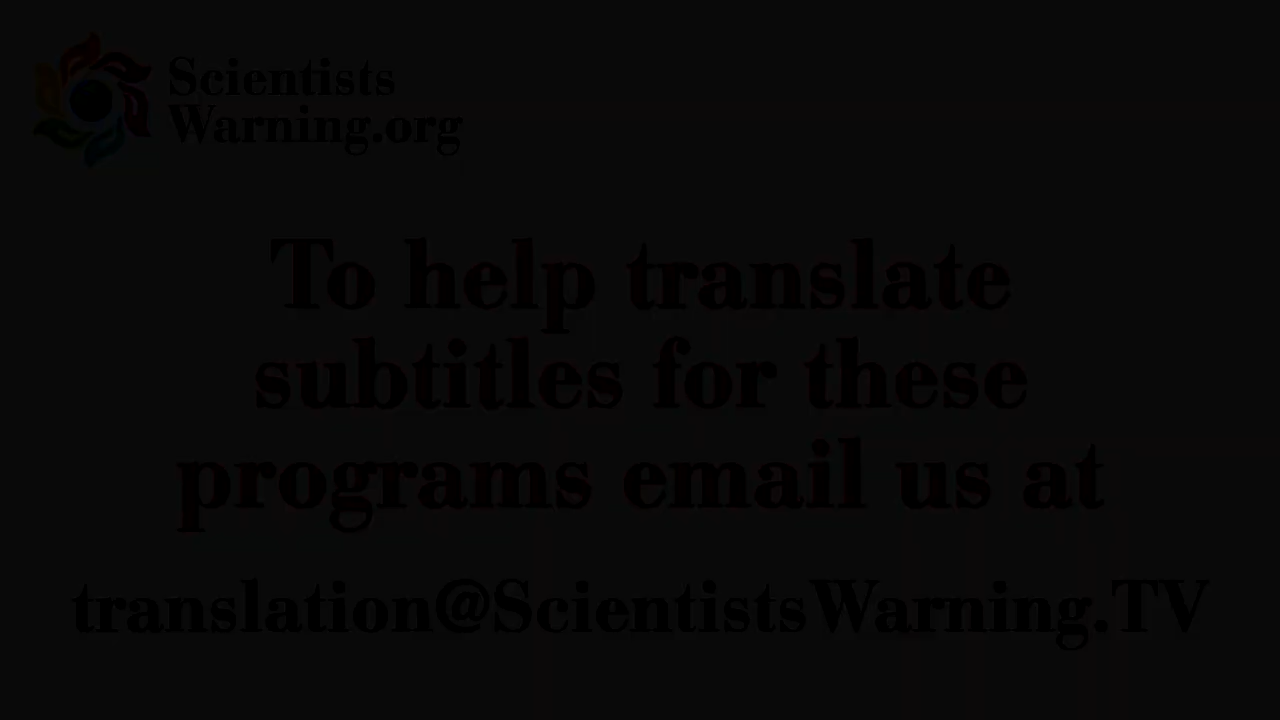 Scientists
Warning.org
To help translate
subtitles for these
programs email us at
translation@ScientistsWarning.TV